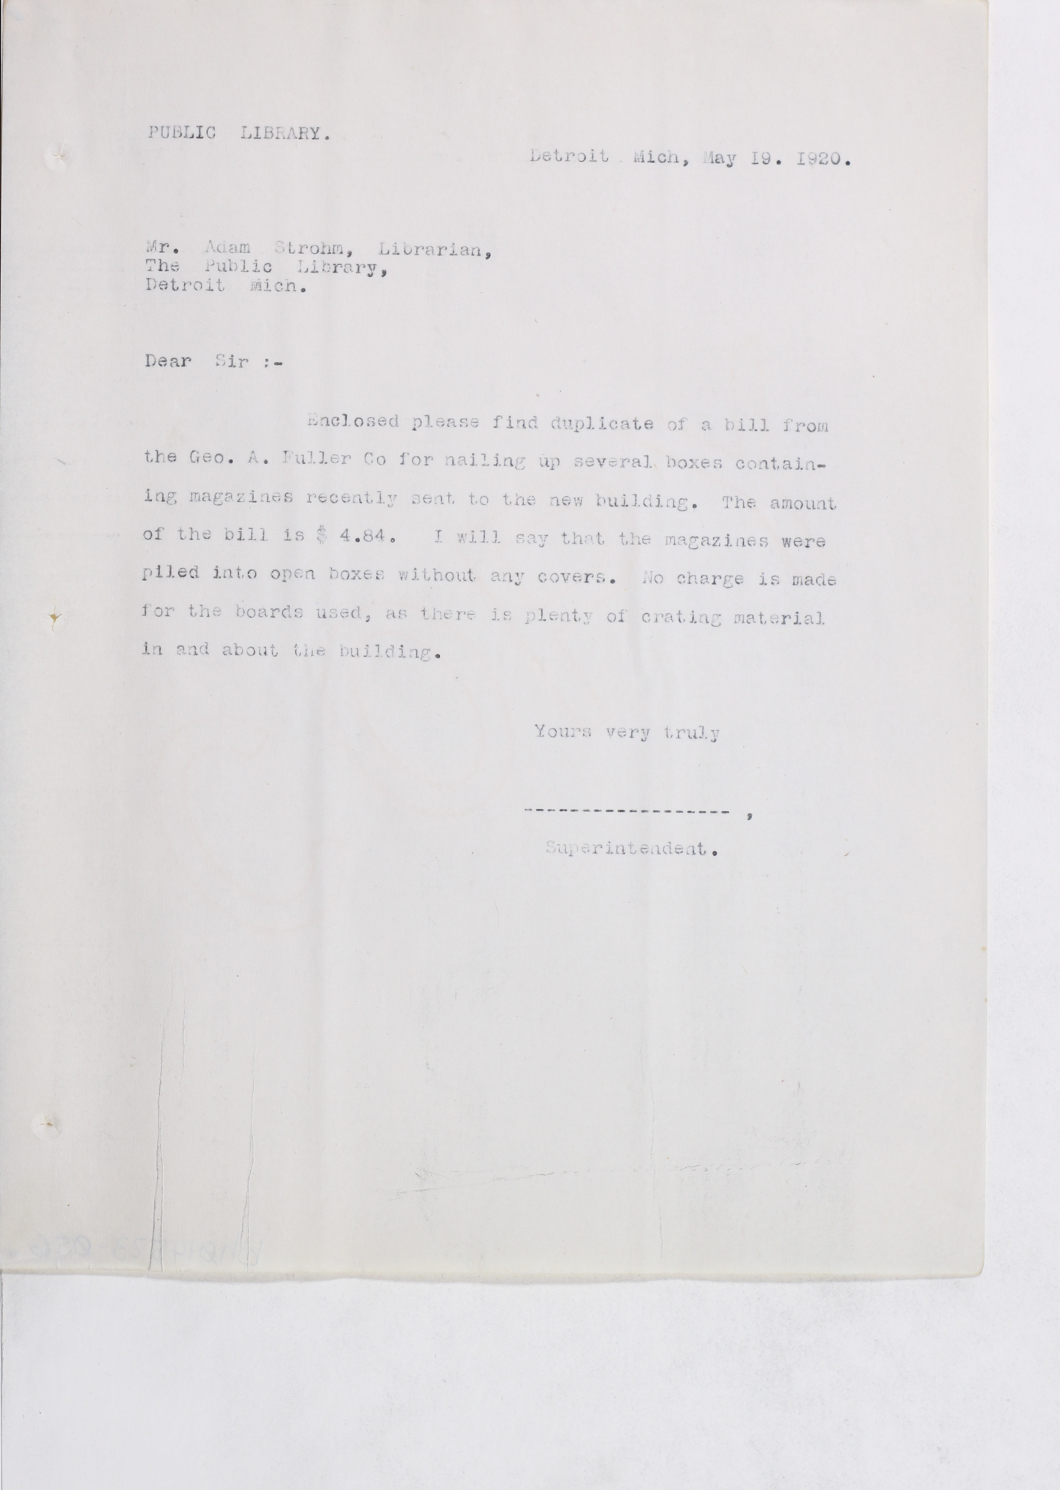 PUBLIC LIBRARY.
Detroit Mich, May 19. 1920.
Mr. Adam Strohm, Librarian,
The Public Library,
Detroit Mich.
Dear Sir :-
Enclosed please find duplicate of a bill from
the Geo. A. Fuller Co for nailing up several boxes contain-
ing magazines recently sent to the new building. The amount
of the bill is $ 4.84. I will say that the magazines were
piled into open boxes without any covers. No charge is made
for the boards used, as there is plenty of crating material
in and about the building.
Yours very truly
------------------ ,
Superintendent.